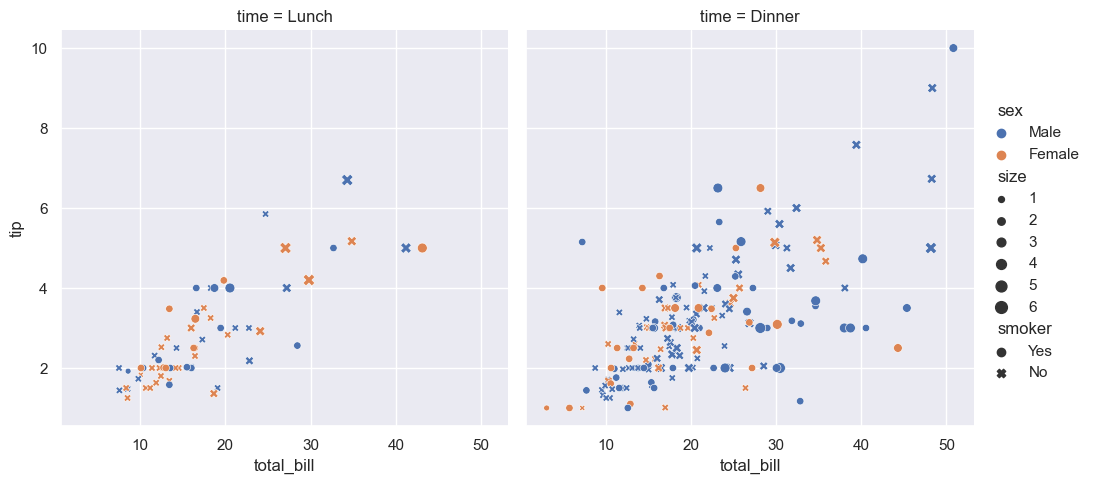 time = Lunch
time = Dinner
tip
10
8
6
4
2
10 20 30 40 50
10 20 30 40 50
total_bill
total_bill
sex
Male
Female
size
1
2
3
4
5
6
smoker
Yes
No